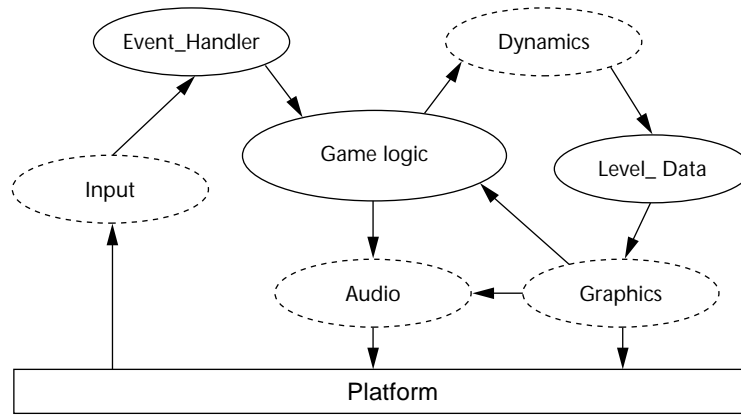 Event_Handler
Dynamics
Game logic
Level_ Data
Input
Audio
Graphics
Platform